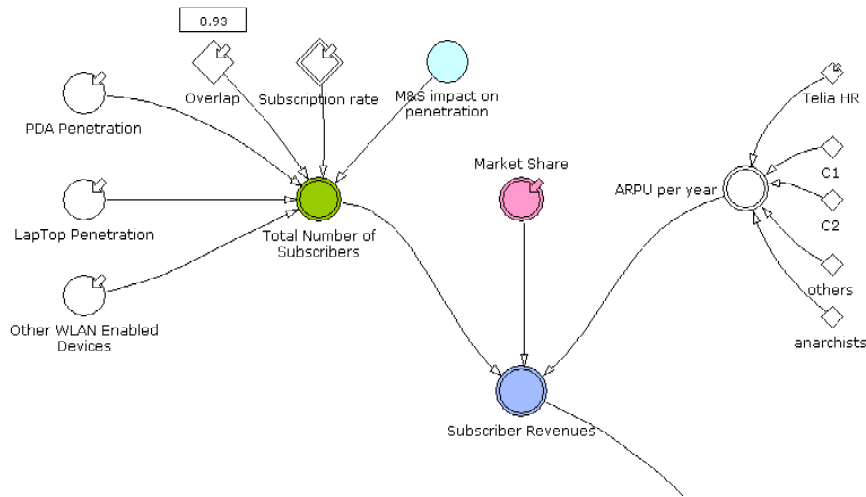 0.93
Overlap
Subscription rate
M&S impact on
penetration
Telia HR
PDA Penetration
Market Share
ARPU per year
C1
C2
LapTop Penetration
Total Number of
Subscribers
others
Other WLAN Enabled
Devices
anarchists
Subscriber Revenues